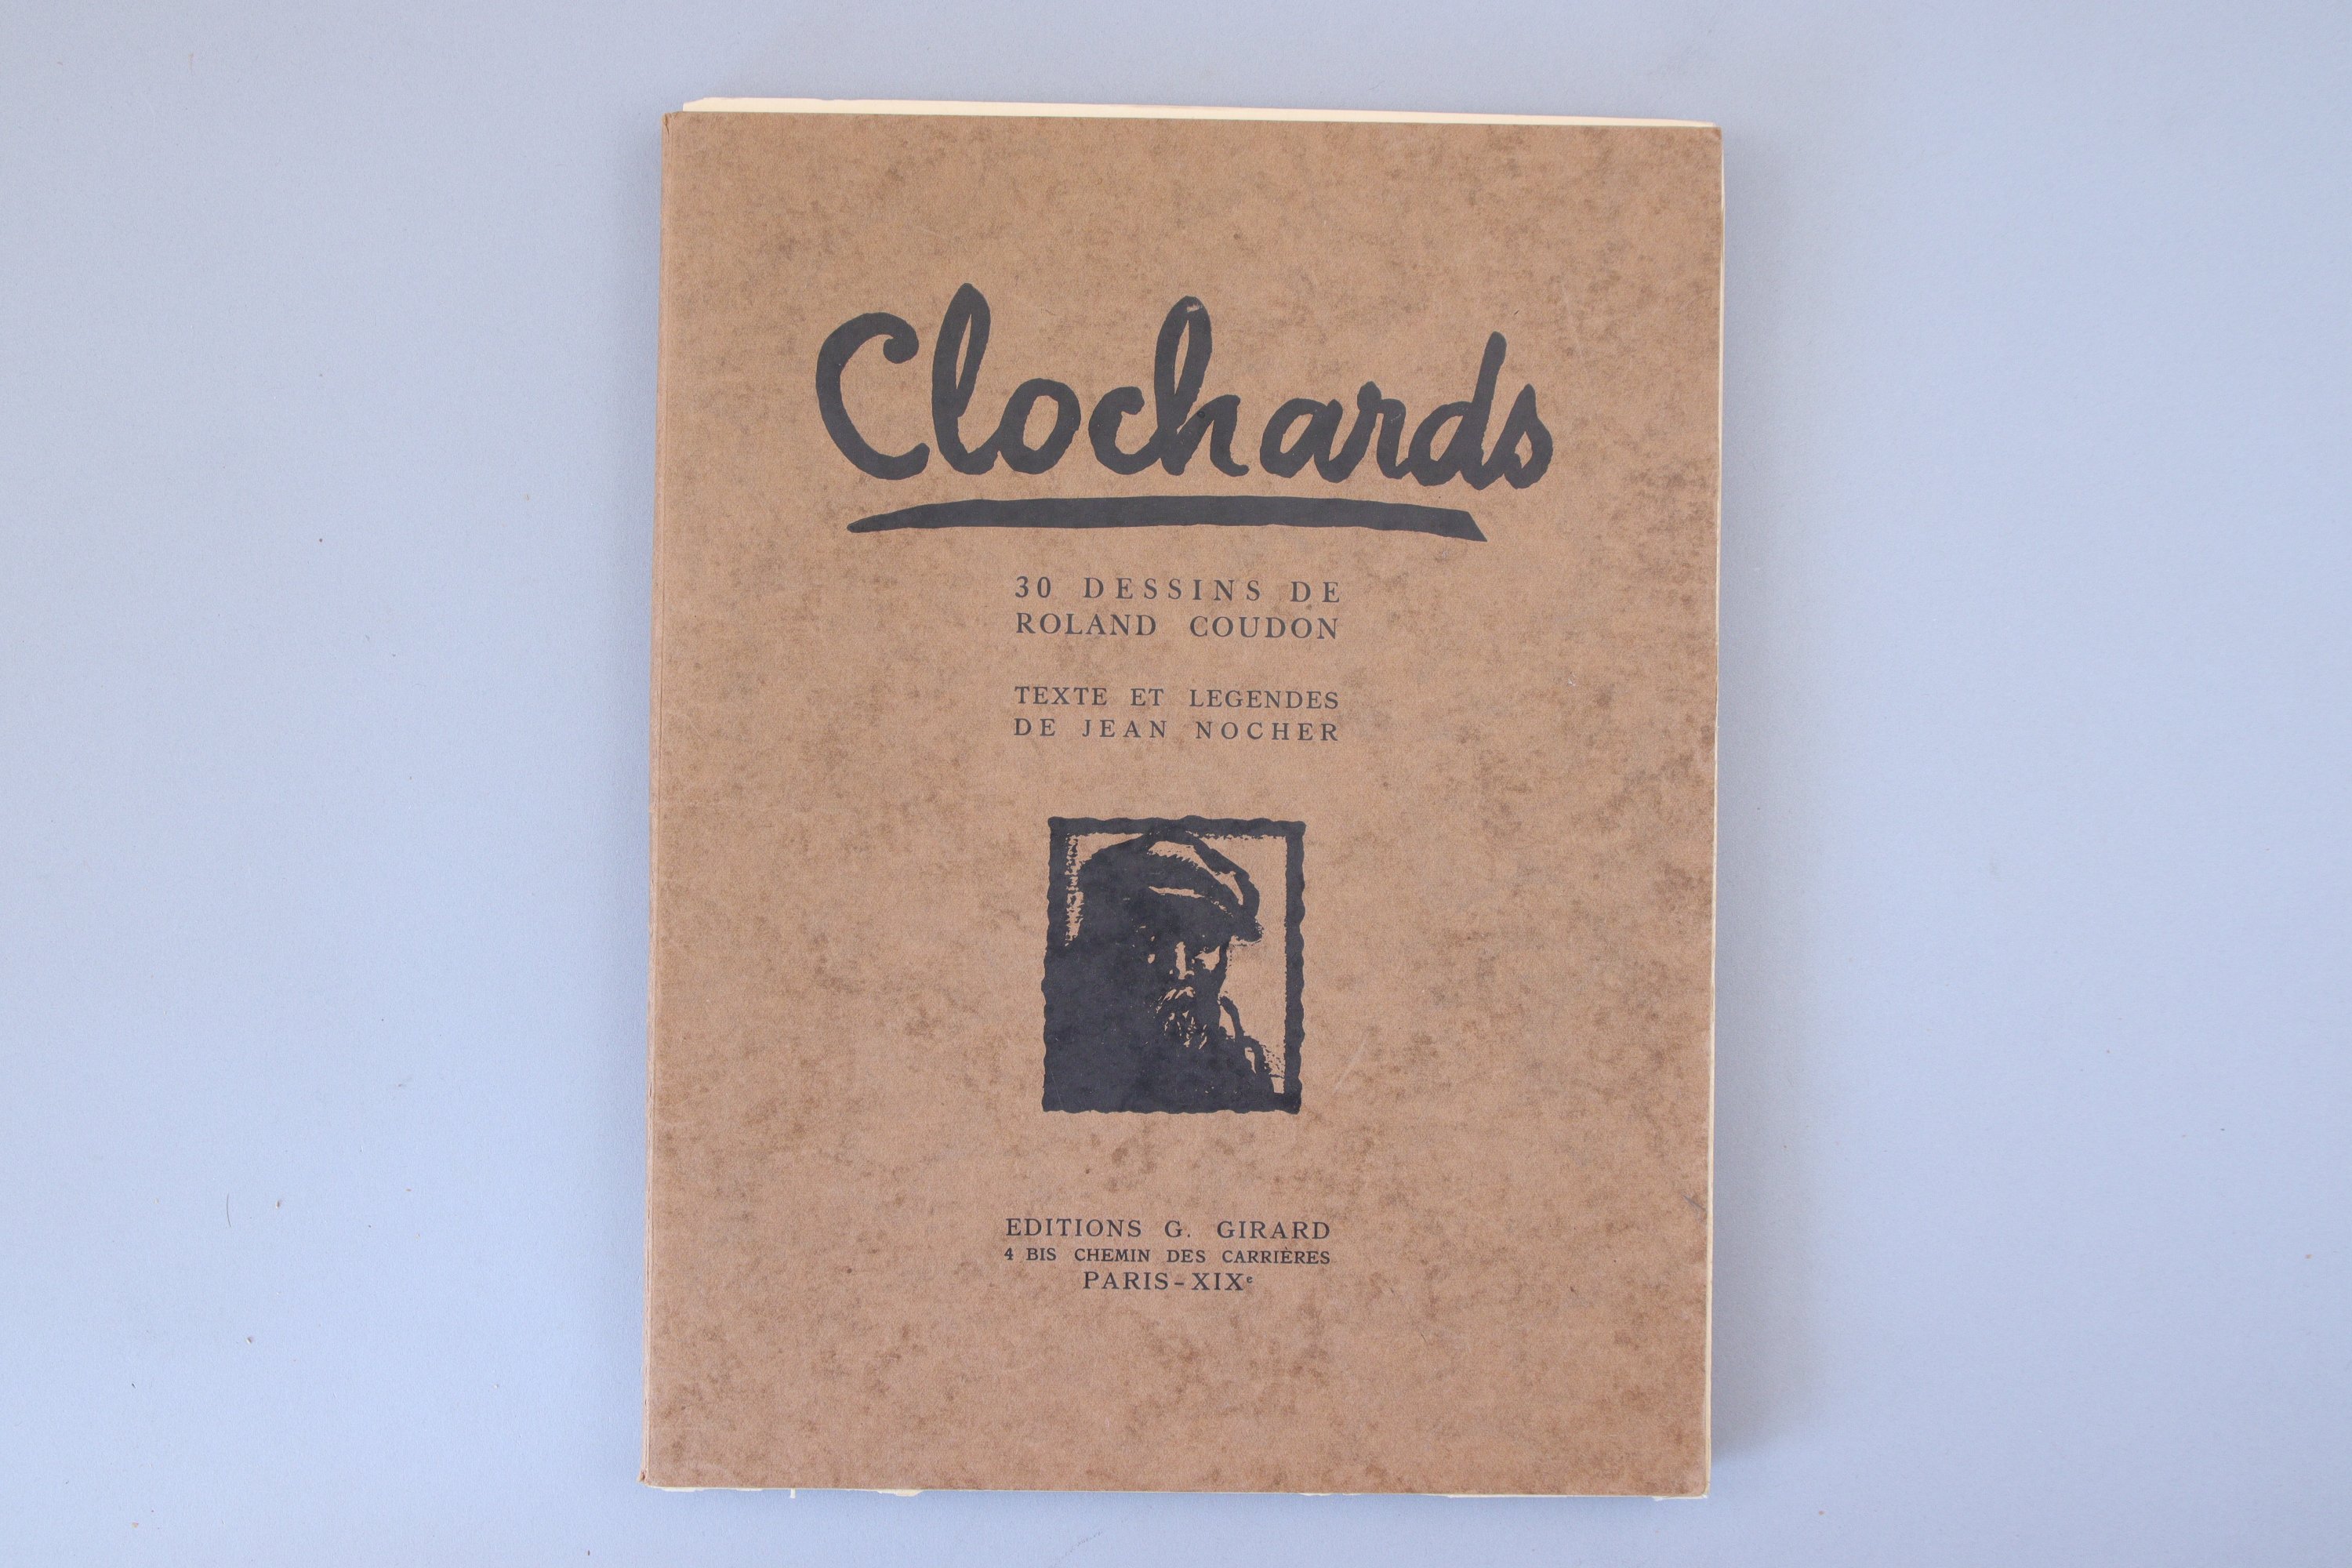 Clochards
30 DESSINS DE
ROLAND COUDON
TEXTE ET LEGENDES
DE JEAN NOCHER
EDITIONS G. GIRARD
4 BIS CHEMIN DES CARRIÈRES
PARIS-XIXe